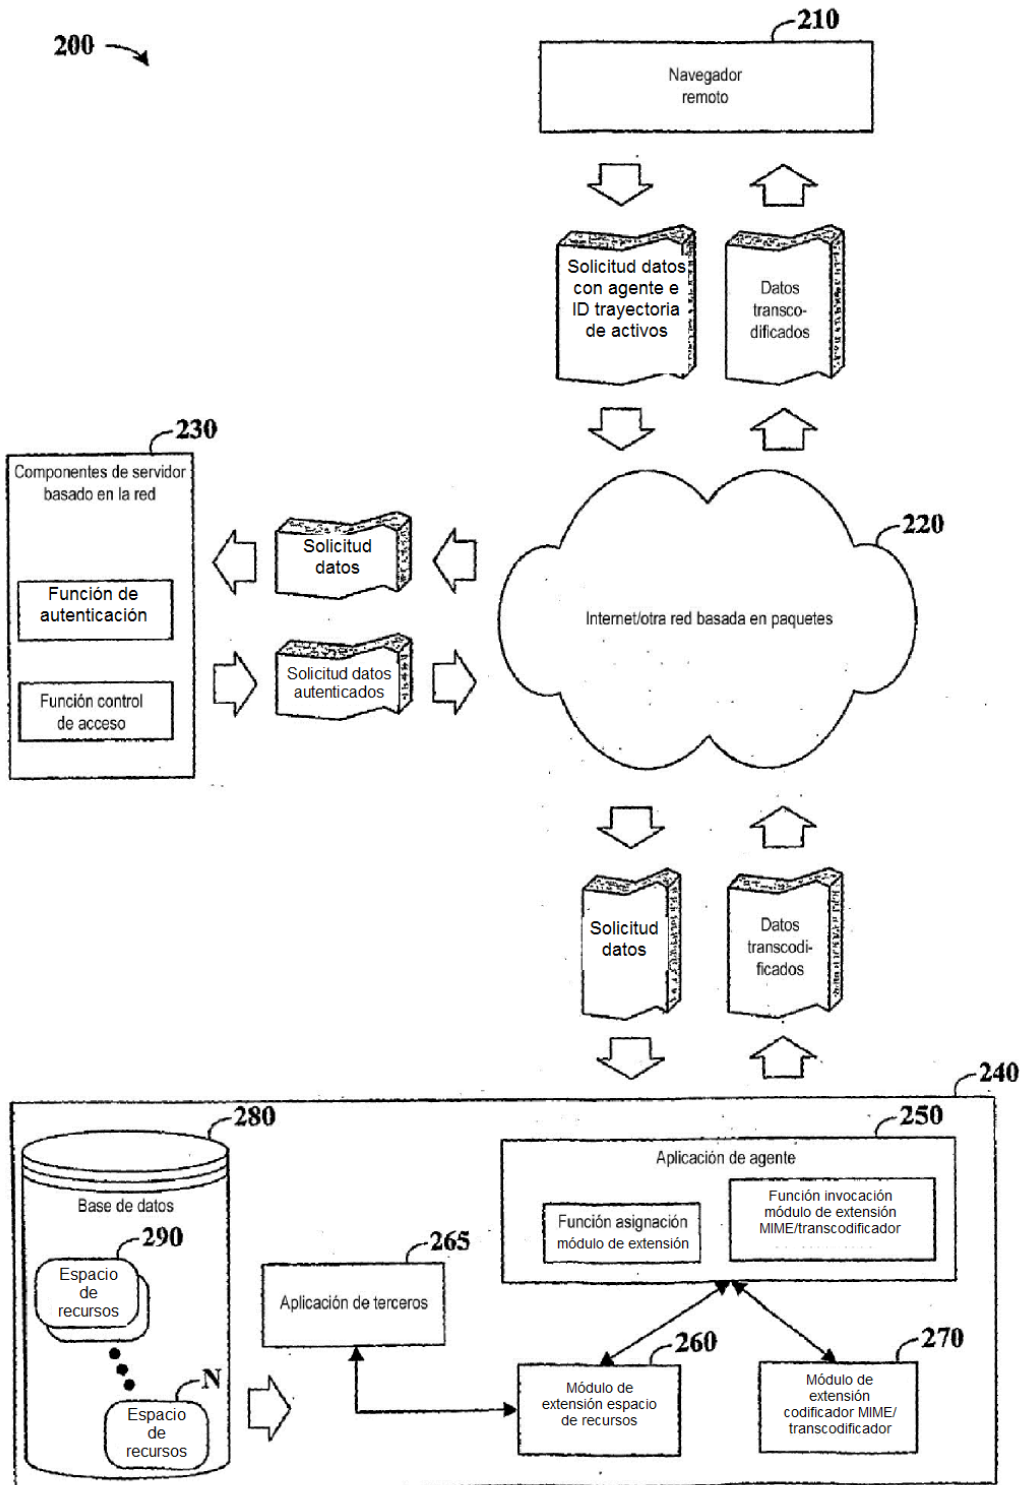 200
210
Navegador
remoto
Solicitud datos
con agente e
ID trayectoria
de activos
Datos
transco-
dificados
230
Componentes de servidor
basado en la red
Función de
autenticación
Función control
de acceso
Solicitud
datos
Solicitud datos
autenticados
220
Internet/otra red basada en paquetes
Solicitud
datos
Datos
transcodi-
ficados
240
280
Base de datos
290
Espacio
de
recursos
N
Espacio
de
recursos
265
Aplicación de terceros
250
Aplicación de agente
Función asignación
módulo de extensión
Función invocación
módulo de extensión
MIME/transcodificador
260
Módulo de
extensión espacio
de recursos
270
Módulo de
extensión
codificador MIME/
transcodificador